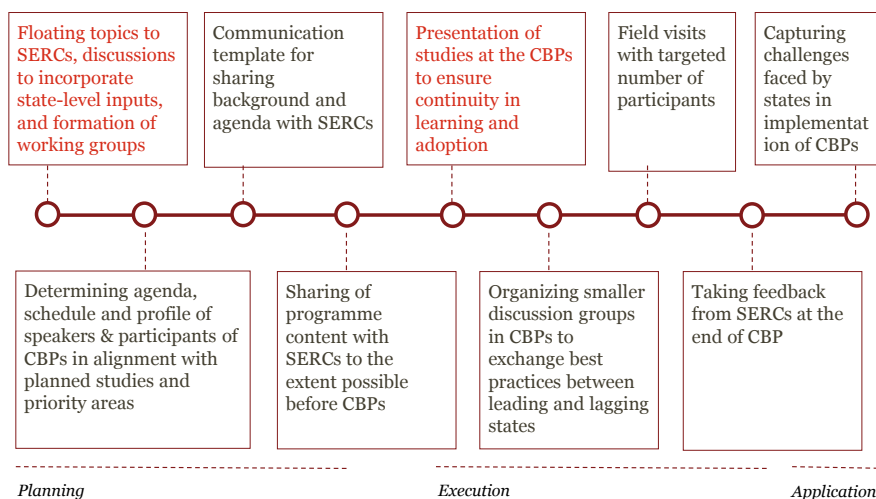 Floating topics to
SERCs, discussions
to incorporate
state-level inputs,
and formation of
working groups
Communication
template for
sharing
background and
agenda with SERCs
Presentation of
studies at the CBPs
to ensure
continuity in
learning and
adoption
Field visits
with targeted
number of
participants
Capturing
challenges
faced by
states in
implementat
ion of CBPs
Determining agenda,
schedule and profile of
speakers & participants of
CBPs in alignment with
planned studies and
priority areas
Sharing of
programme
content with
SERCs to the
extent possible
before CBPs
Organizing smaller
discussion groups
in CBPs to
exchange best
practices between
leading and lagging
states
Taking feedback
from SERCs at the
end of CBP
Planning
Execution
Application